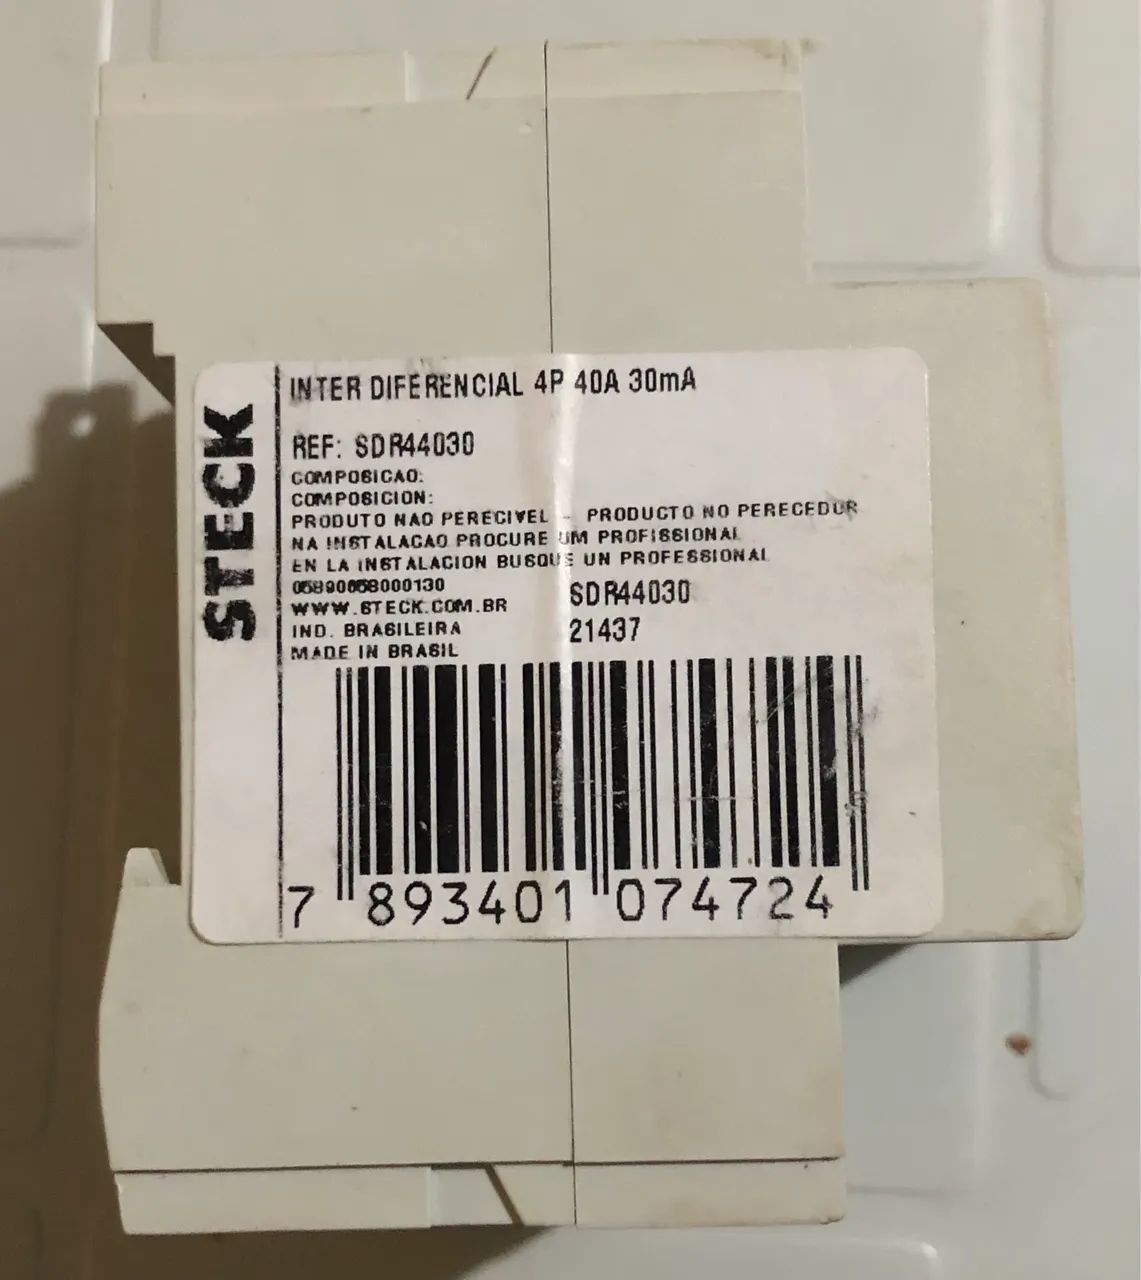 STECK
INTER DIFERENCIAL 4P 40A 30mA
REF: SDR44030
COMPOSICAO:
COMPOSICION:
PRODUTO NAO PERECIVEL - PRODUCTO NO PERECEDOR
NA INSTALACAO PROCURE UM PROFISSIONAL
EN LA INSTALACION BUSQUE UN PROFESSIONAL
05890658000130
WWW.STECK.COM.BR
SDR44030
IND. BRASILEIRA
21437
MADE IN BRASIL
7 893401 074724